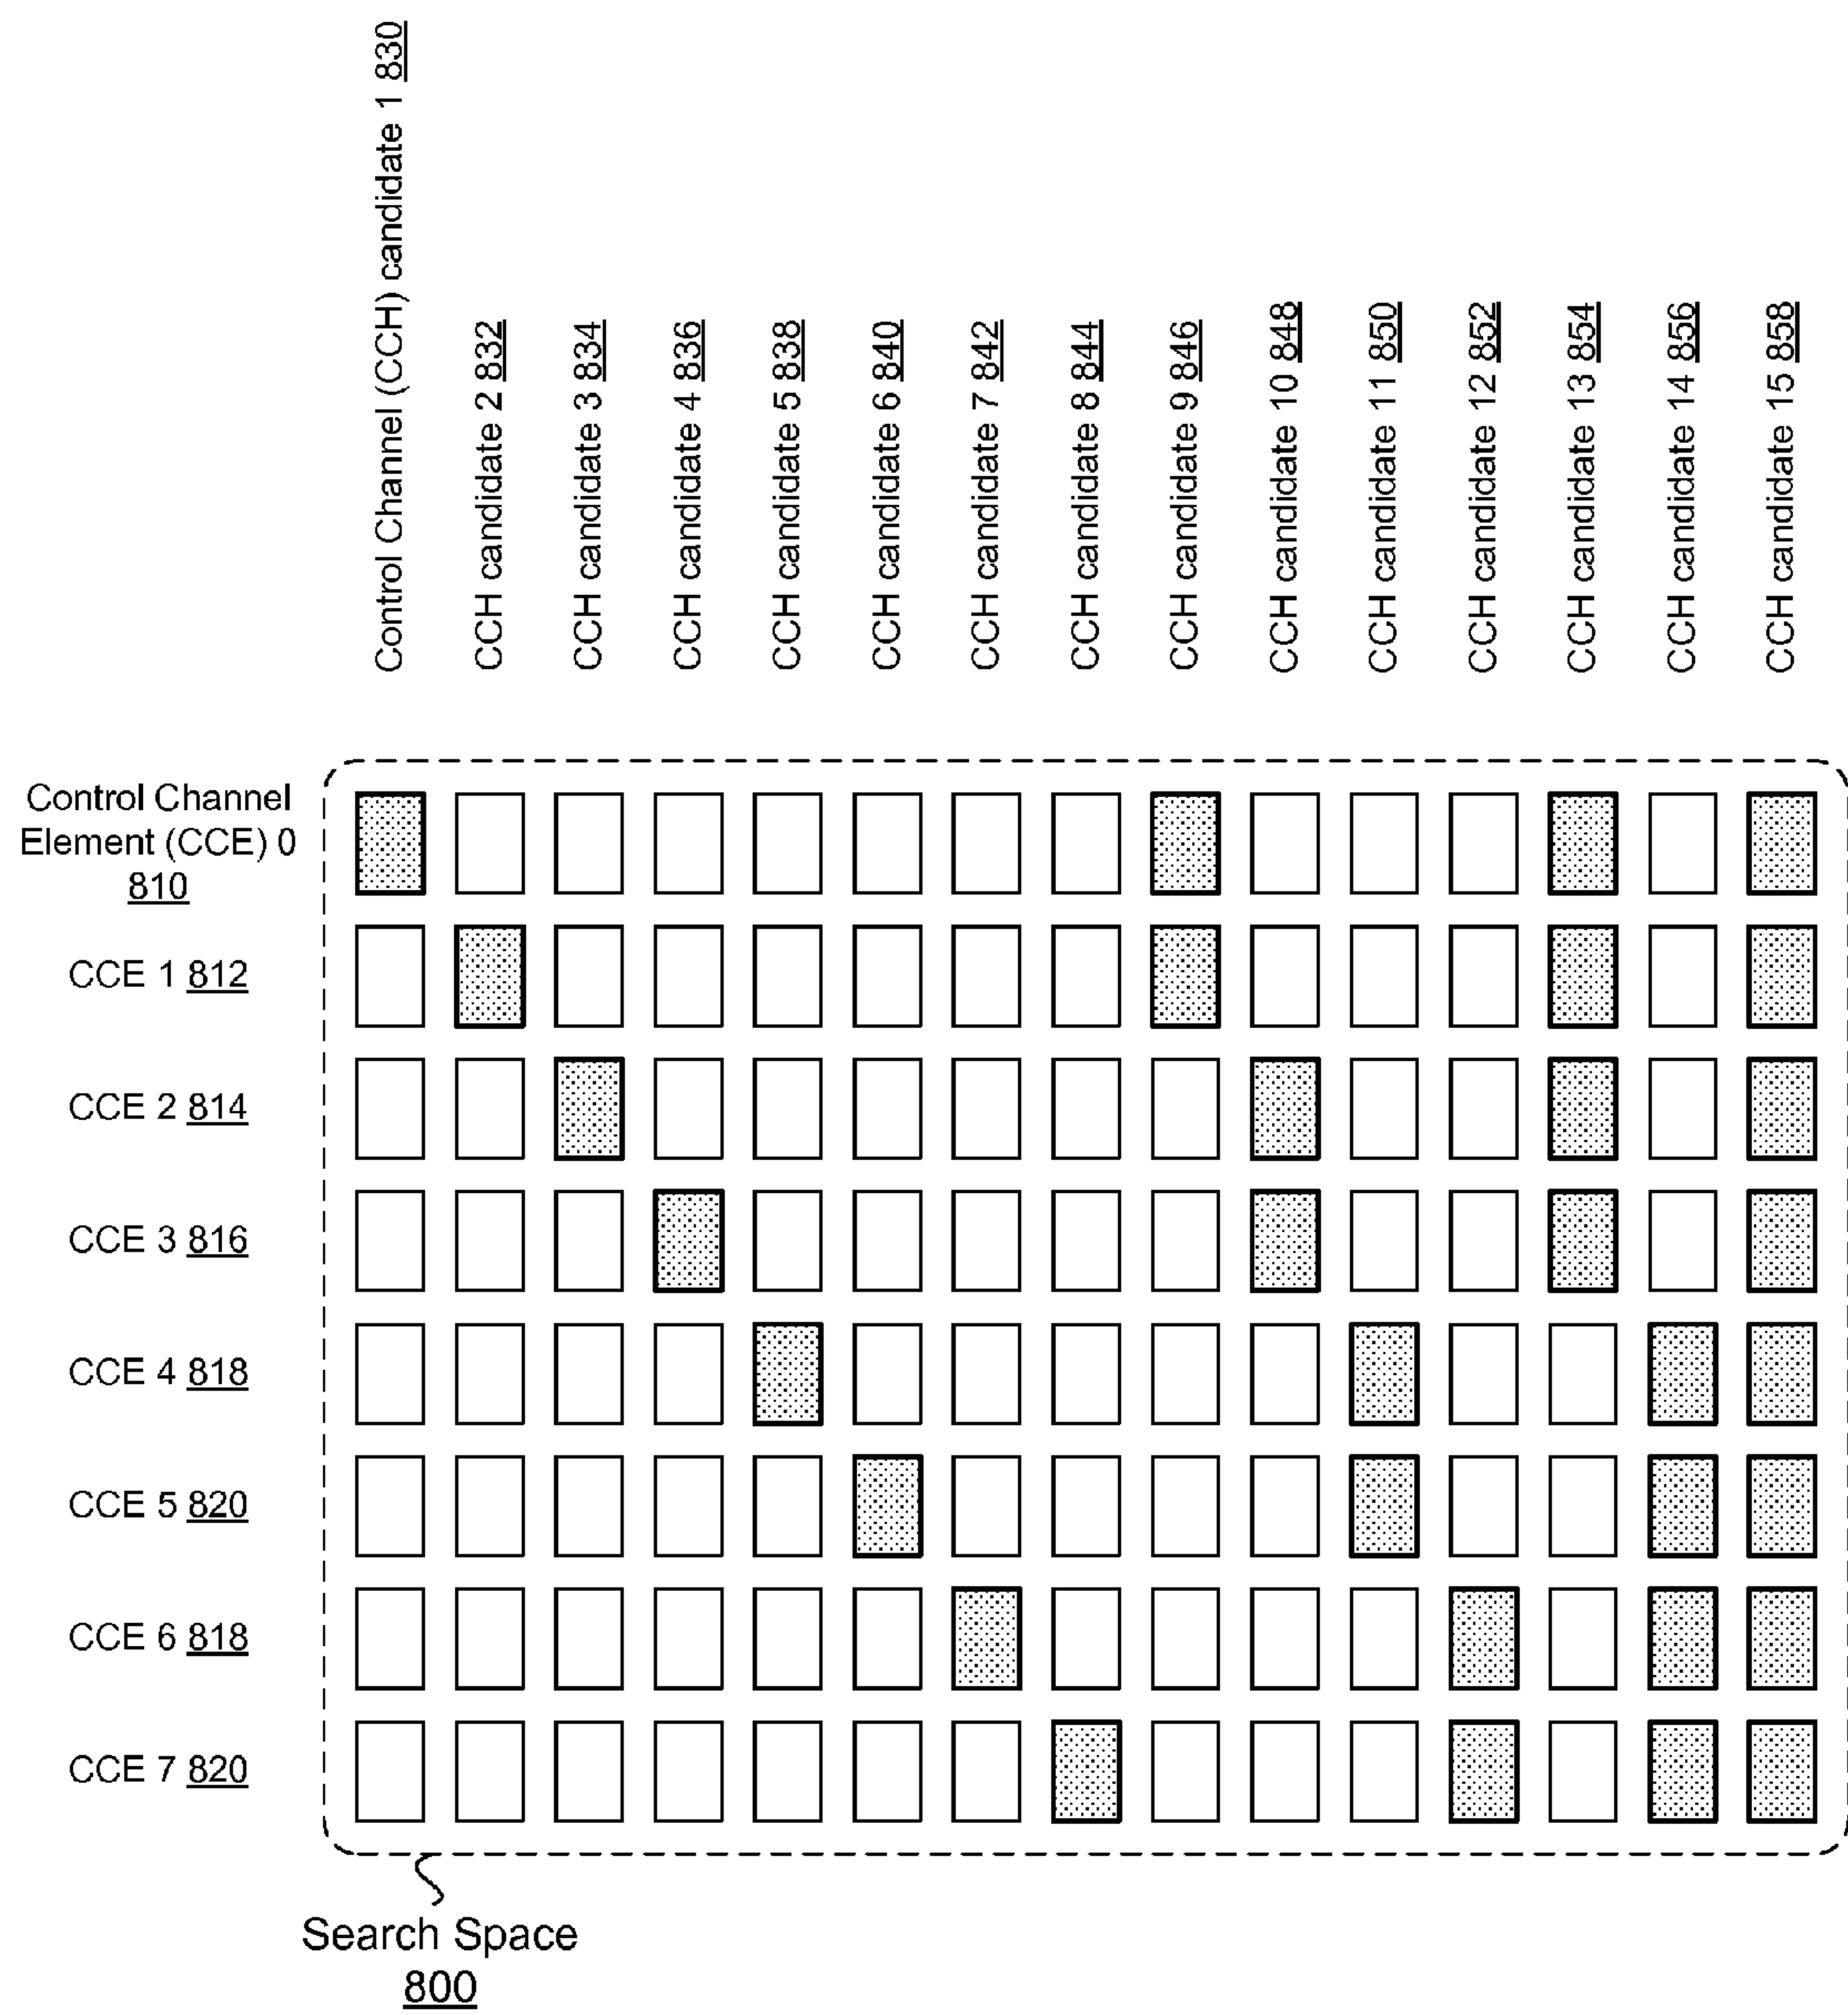 Control Channel (CCH) candidate 1 830
CCH candidate 2 832
CCH candidate 3 834
CCH candidate 4 836
CCH candidate 5 838
CCH candidate 6 840
CCH candidate 7 842
CCH candidate 8 844
CCH candidate 9 846
CCH candidate 10 848
CCH candidate 11 850
CCH candidate 12 852
CCH candidate 13 854
CCH candidate 14 856
CCH candidate 15 858
Control Channel
Element (CCE) 0
810
CCE 1 812
CCE 2 814
CCE 3 816
CCE 4 818
CCE 5 820
CCE 6 818
CCE 7 820
Search Space
800